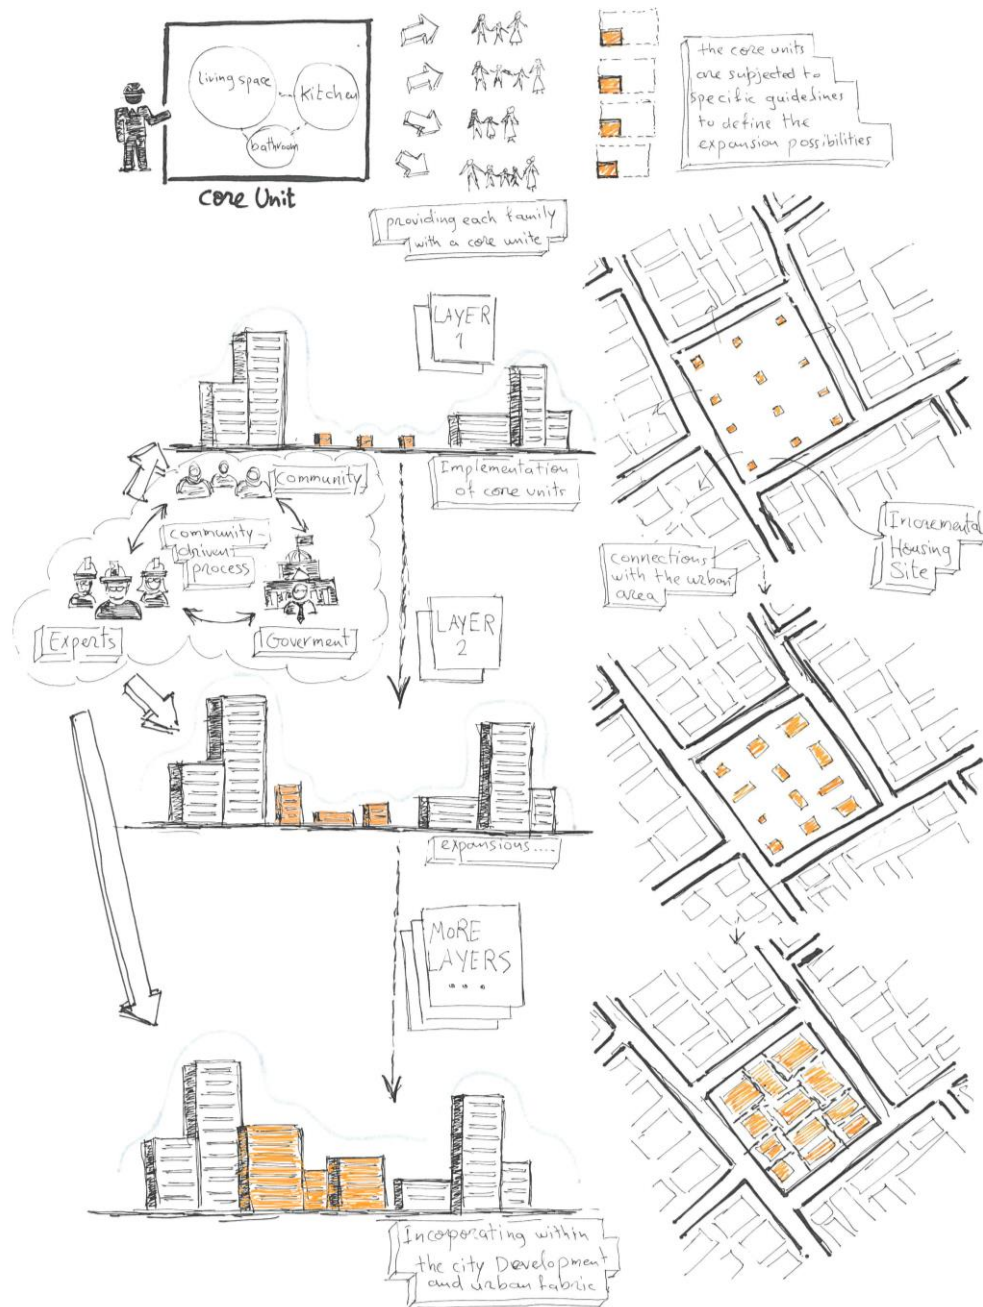 living space
kitchen
bathroom
Core Unit
the core units
are subjected to
specific guidelines
to define the
expansion possibilities
providing each family
with a core unite
LAYER
1
Implementation
of core units
community
community-
driven
process
Experts
Goverment
connections
with the urban
area
Incremental
Housing
Site
LAYER
2
expansions....
MORE
LAYERS
...
Incorporating within
the city Development
and urban fabric